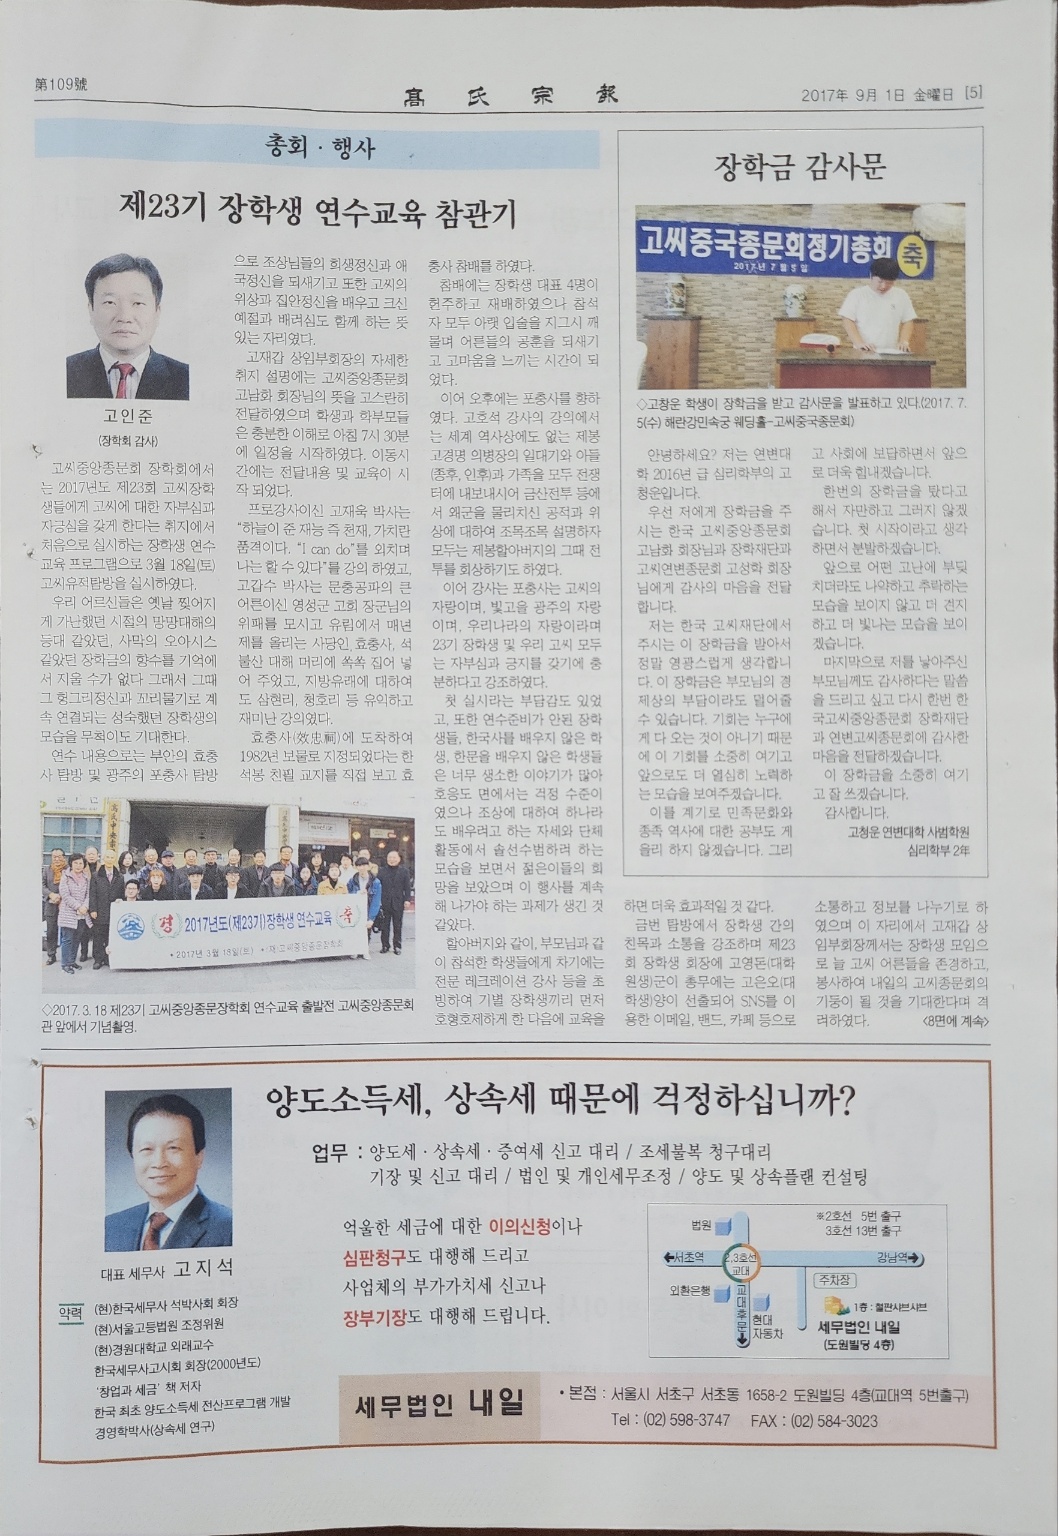 第109號
高氏宗報
2017年 9月 1日 金曜日 [5]
총회·행사
제23기 장학생 연수교육 참관기
고인준
(장학회 감사)
고씨중앙종문회 장학회에서
는 2017년도 제23회 고씨장학
생들에게 고씨에 대한 자부심과
자긍심을 갖게 한다는 취지에서
처음으로 실시하는 장학생 연수
교육 프로그램으로 3월 18일(토)
고씨유적탐방을 실시하였다.
우리 어르신들은 옛날 찢어지
게 가난했던 시절의 망망대해의
등대 같았던, 사막의 오아시스
같았던 장학금의 향수를 기억에
서 지울 수가 없다 그래서 그때
그 헝그리정신과 꼬리물기로 계
속 연결되는 성숙했던 장학생의
모습을 무척이도 기대한다.
연수 내용으로는 부안의 효충
사 탐방 및 광주의 포충사 탐방
으로 조상님들의 희생정신과 애
국정신을 되새기고 또한 고씨의
위상과 집안정신을 배우고 크신
예절과 배려심도 함께 하는 뜻
있는 자리였다.
고재갑 상임부회장의 자세한
취지 설명에는 고씨중앙종문회
고남화 회장님의 뜻을 고스란히
전달하였으며 학생과 학부모들
은 충분한 이해로 아침 7시 30분
에 일정을 시작하였다. 이동시
간에는 전달내용 및 교육이 시
작 되었다.
프로강사이신 고재욱 박사는
"하늘이 준 재능 즉 천재, 가치란
품격이다. "I can do"를 외치며
나는 할 수 있다"를 강의 하였고,
고갑수 박사는 문충공파의 큰
어른이신 영성군 고회 장군님의
위패를 모시고 유림에서 매년
제를 올리는 사당인 효충사, 석
불산 대해 머리에 쏙쏙 집어 넣
어 주었고, 지방유래에 대하여
도 삼현리, 청호리 등 유익하고
재미난 강의였다.
효충사(效忠祠)에 도착하여
1982년 보물로 지정되었다는 한
석봉 친필 교지를 직접 보고 효
충사 참배를 하였다.
참배에는 장학생 대표 4명이
헌주하고 재배하였으나 참석
자 모두 아랫 입술을 지그시 깨
물며 어른들의 공훈을 되새기
고 고마움을 느끼는 시간이 되
었다.
이어 오후에는 포충사를 향하
였다. 고호석 강사의 강의에서
는 세계 역사상에도 없는 제봉
고경명 의병장의 일대기와 아들
(종후, 인후)과 가족을 모두 전쟁
터에 내보내시어 금산전투 등에
서 왜군을 물리치신 공적과 위
상에 대하여 조목조목 설명하자
모두는 제봉할아버지의 그때 전
투를 회상하기도 하였다.
이어 강사는 포충사는 고씨의
자랑이며, 빛고을 광주의 자랑
이며, 우리나라의 자랑이라며
23기 장학생 및 우리 고씨 모두
는 자부심과 긍지를 갖기에 충
분하다고 강조하였다.
첫 실시라는 부담감도 있었
고, 또한 연수준비가 안된 장학
생들, 한국사를 배우지 않은 학
생, 한문을 배우지 않은 학생들
은 너무 생소한 이야기가 많아
호응도 면에서는 걱정 수준이
였으나 조상에 대하여 하나라
도 배우려고 하는 자세와 단체
활동에서 솔선수범하려 하는
모습을 보면서 젊은이들의 희
망을 보았으며 이 행사를 계속
해 나가야 하는 과제가 생긴 것
같았다.
할아버지와 같이, 부모님과 같
이 참석한 학생들에게 차기에는
전문 레크레이션 강사 등을 초
빙하여 기별 장학생끼리 먼저
호형호제하게 한 다음에 교육을
하면 더욱 효과적일 것 같다.
금번 탐방에서 장학생 간의
친목과 소통을 강조하며 제23
회 장학생 회장에 고영돈(대학
원생)군이 총무에는 고은오(대
학생)양이 선출되어 SNS를 이
용한 이메일, 밴드, 카페 등으로
소통하고 정보를 나누기로 하
였으며 이 자리에서 고재갑 상
임부회장께서는 장학생 모임으
로 늘 고씨 어른들을 존경하고,
봉사하여 내일의 고씨종문회의
기둥이 될 것을 기대한다며 격
려하였다. <8면에 계속>
경 2017년도(제23기)장학생 연수교육 축
• 2017년 3월 18일(토) • 재.고씨중앙종문장학회
◇2017. 3. 18 제23기 고씨중앙종문장학회 연수교육 출발전 고씨중앙종문회
관 앞에서 기념촬영.
장학금 감사문
고씨중국종문회정기총회 축
2017년 7월 5일
◇고창운 학생이 장학금을 받고 감사문을 발표하고 있다.(2017. 7.
5(수) 해란강민속궁 웨딩홀-고씨중국종문회)
안녕하세요? 저는 연변대
학 2016년 급 심리학부의 고
청운입니다.
우선 저에게 장학금을 주
시는 한국 고씨중앙종문회
고남화 회장님과 장학재단과
고씨연변종문회 고성학 회장
님에게 감사의 마음을 전달
합니다.
저는 한국 고씨재단에서
주시는 이 장학금을 받아서
정말 영광스럽게 생각합니
다. 이 장학금은 부모님의 경
제상의 부담이라도 덜어줄
수 있습니다. 기회는 누구에
게 다 오는 것이 아니기 때문
에 이 기회를 소중히 여기고
앞으로도 더 열심히 노력하
는 모습을 보여주겠습니다.
이를 계기로 민족문화와
종족 역사에 대한 공부도 게
을리 하지 않겠습니다. 그리
고 사회에 보답하면서 앞으
로 더욱 힘내겠습니다.
한번의 장학금을 탔다고
해서 자만하고 그러지 않겠
습니다. 첫 시작이라고 생각
하면서 분발하겠습니다.
앞으로 어떤 고난에 부딪
치더라도 나약하고 추락하는
모습을 보이지 않고 더 견지
하고 더 빛나는 모습을 보이
겠습니다.
마지막으로 저를 낳아주신
부모님께도 감사하다는 말씀
을 드리고 싶고 다시 한번 한
국고씨중앙종문회 장학재단
과 연변고씨종문회에 감사한
마음을 전달하겠습니다.
이 장학금을 소중히 여기
고 잘 쓰겠습니다.
감사합니다.
고청운 연변대학 사범학원
심리학부 2年
양도소득세, 상속세 때문에 걱정하십니까?
업무 : 양도세·상속세·증여세 신고 대리 / 조세불복 청구대리
기장 및 신고 대리 / 법인 및 개인세무조정 / 양도 및 상속플랜 컨설팅
억울한 세금에 대한 이의신청이나
심판청구도 대행해 드리고
사업체의 부가가치세 신고나
장부기장도 대행해 드립니다.
대표 세무사 고지석
약력
(현)한국세무사 석박사회 회장
(현)서울고등법원 조정위원
(현)경원대학교 외래교수
한국세무사고시회 회장(2000년도)
'창업과 세금' 책 저자
한국 최초 양도소득세 전산프로그램 개발
경영학박사(상속세 연구)
법원
※2호선 5번 출구
3호선 13번 출구
서초역
2,3호선
교대
강남역
외환은행
교대후문
현대
자동차
주차장
1층 : 철판샤브샤브
세무법인 내일
(도원빌딩 4층)
세무법인 내일
• 본점 : 서울시 서초구 서초동 1658-2 도원빌딩 4층(교대역 5번출구)
Tel : (02) 598-3747 FAX : (02) 584-3023